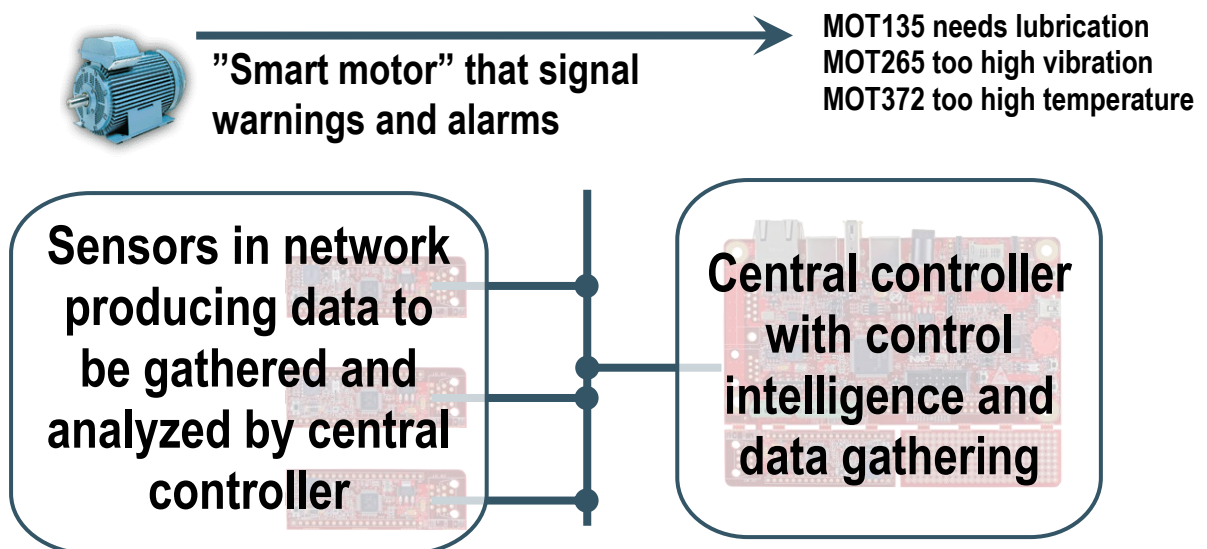 ”Smart motor” that signal
warnings and alarms
MOT135 needs lubrication
MOT265 too high vibration
MOT372 too high temperature
Sensors in network
producing data to
be gathered and
analyzed by central
controller
Central controller
with control
intelligence and
data gathering